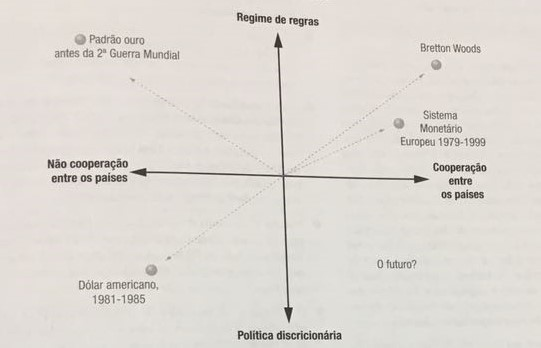 Regime de regras
Padrão ouro
antes da 2ª Guerra Mundial
Bretton Woods
Sistema
Monetário
Europeu 1979-1999
Não cooperação
entre os países
Cooperação
entre
os países
O futuro?
Dólar americano,
1981-1985
Política discricionária